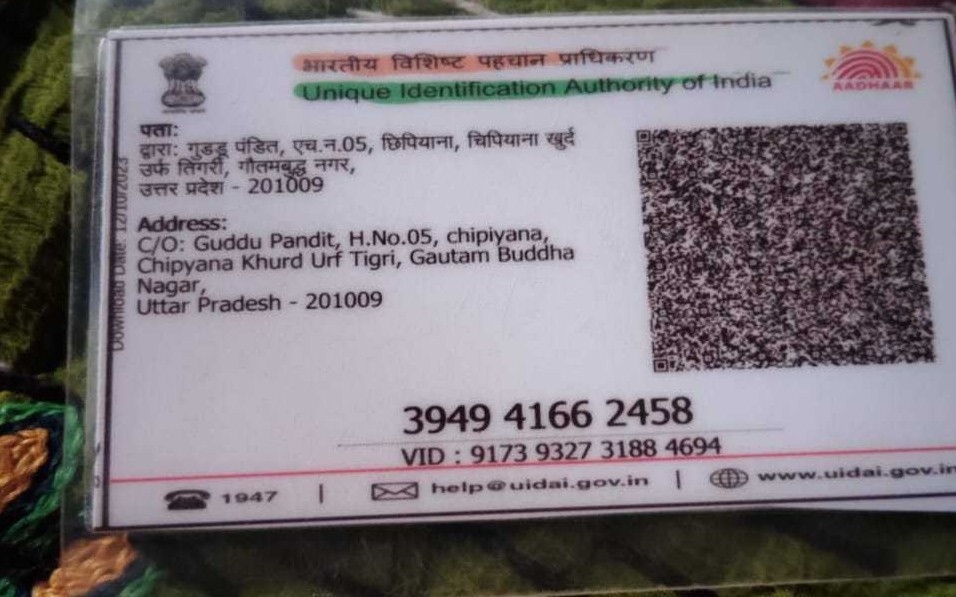 भारतीय विशिष्ट पहचान प्राधिकरण
Unique Identification Authority of India
AADHAAR
पता:
द्वारा: गुडडू पंडित, एच.न.05, छिपियाना, चिपियाना खुर्द
उर्फ तिगरी, गौतमबुद्ध नगर,
उत्तर प्रदेश - 201009
Download Date: 12/10/2023
Address:
C/O: Guddu Pandit, H.No.05, chipiyana,
Chipyana Khurd Urf Tigri, Gautam Buddha
Nagar,
Uttar Pradesh - 201009
3949 4166 2458
VID : 9173 9327 3188 4694
1947 | help@uidai.gov.in | www.uidai.gov.in